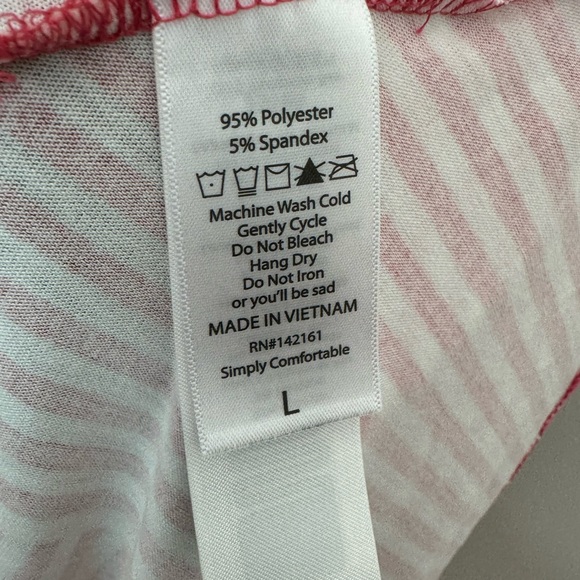 95% Polyester
5% Spandex
Machine Wash Cold
Gently Cycle
Do Not Bleach
Hang Dry
Do Not Iron
or you'll be sad
MADE IN VIETNAM
RN#142161
Simply Comfortable
L